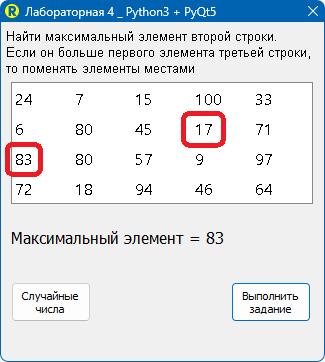 Лабораторная 4 _ Python3 + PyQt5
Найти максимальный элемент второй строки.
Если он больше первого элемента третьей строки,
то поменять элементы местами
24 7 15 100 33
6 80 45 17 71
83 80 57 9 97
72 18 94 46 64
Максимальный элемент = 83
Случайные
числа
Выполнить
задание